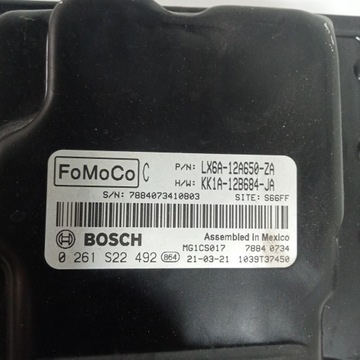 FoMoCo C P/N: LX6A-12A650-ZA
H/W: KK1A-12B684-JA
S/N: 7884073410803 SITE: S66FF
BOSCH Assembled in Mexico
MG1CS017 7884 0734
0 261 S22 492 864 21-03-21 1039T37450